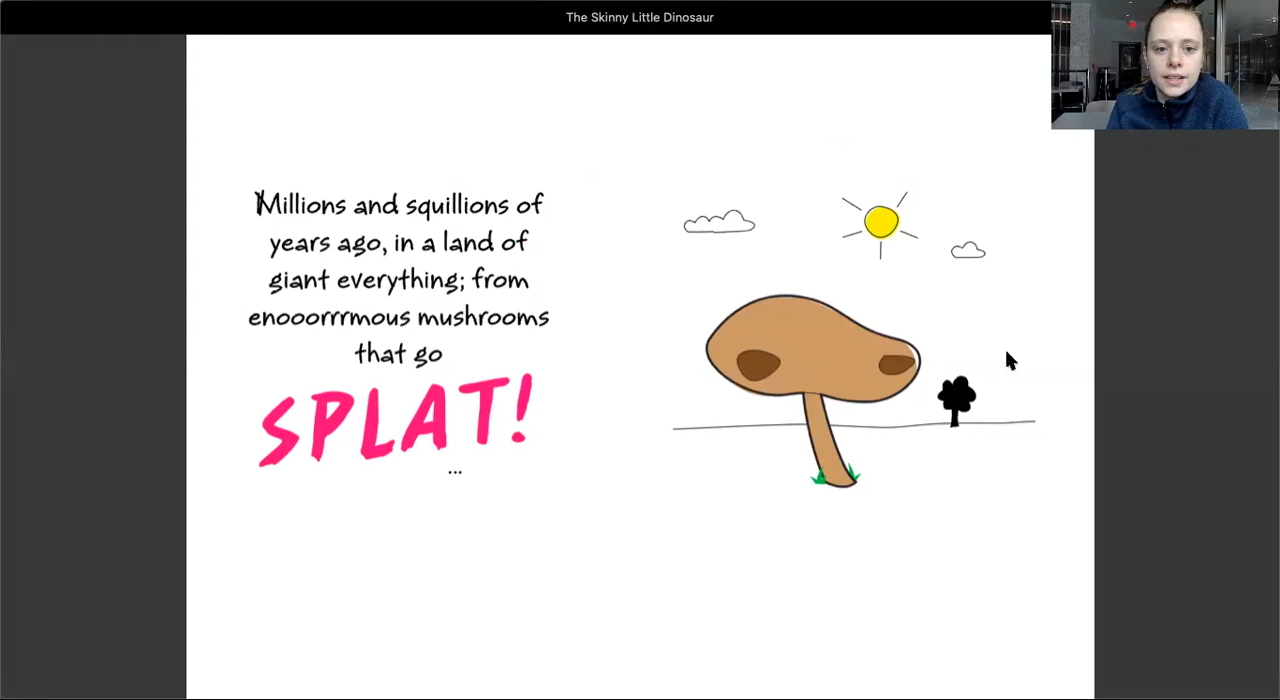 The Skinny Little Dinosaur
Millions and squillions of
years ago, in a land of
giant everything; from
enooorrrmous mushrooms
that go
SPLAT!
...